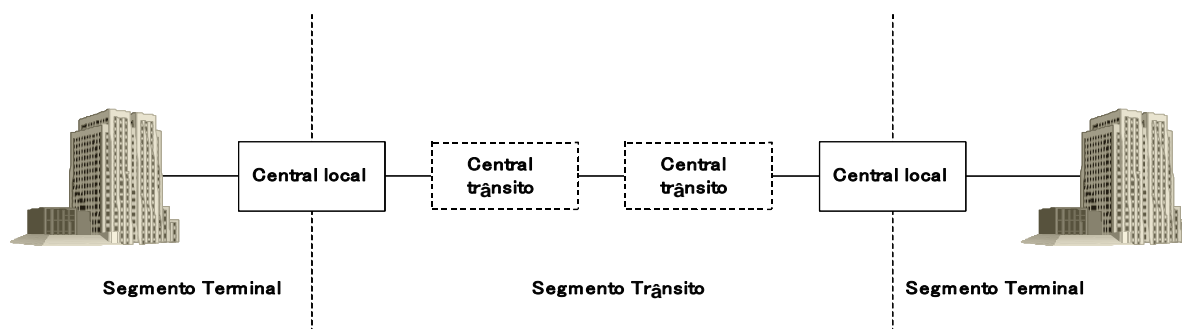 Central local
Central
trânsito
Central
trânsito
Central local
Segmento Terminal
Segmento Trânsito
Segmento Terminal